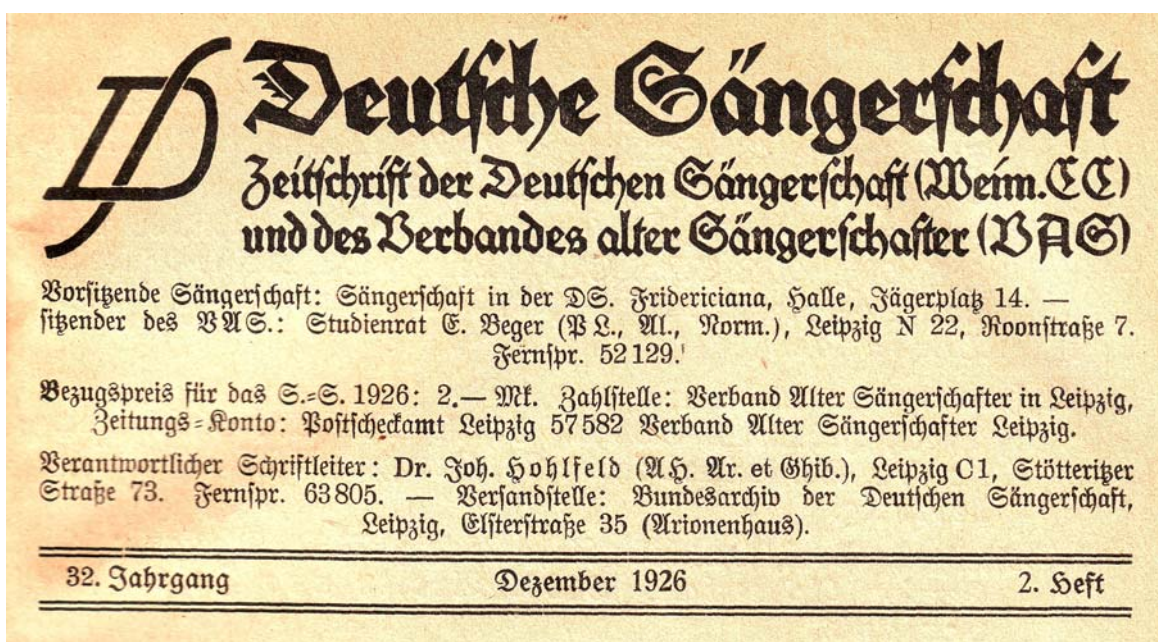 Deutsche Sängerschaft
Zeitschrift der Deutschen Sängerschaft (Weim. CC)
und des Verbandes alter Sängerschafter (VAS)
Vorsitzende Sängerschaft: Sängerschaft in der DS. Fridericiana, Halle, Jägerplatz 14. —
sitzender des VAS.: Studienrat E. Beger (PL., Al., Norm.), Leipzig N 22, Roonstraße 7.
Fernspr. 52129.
Bezugspreis für das S.=S. 1926: 2.— Mk. Zahlstelle: Verband Alter Sängerschafter in Leipzig,
Zeitungs=Konto: Postscheckamt Leipzig 57582 Verband Alter Sängerschafter Leipzig.
Verantwortlicher Schriftleiter: Dr. Joh. Hohlfeld (AH. Ar. et Ghib.), Leipzig C1, Stötteritzer
Straße 73. Fernspr. 63805. — Versandstelle: Bundesarchiv der Deutschen Sängerschaft,
Leipzig, Elsterstraße 35 (Arionenhaus).
32. Jahrgang Dezember 1926 2. Heft